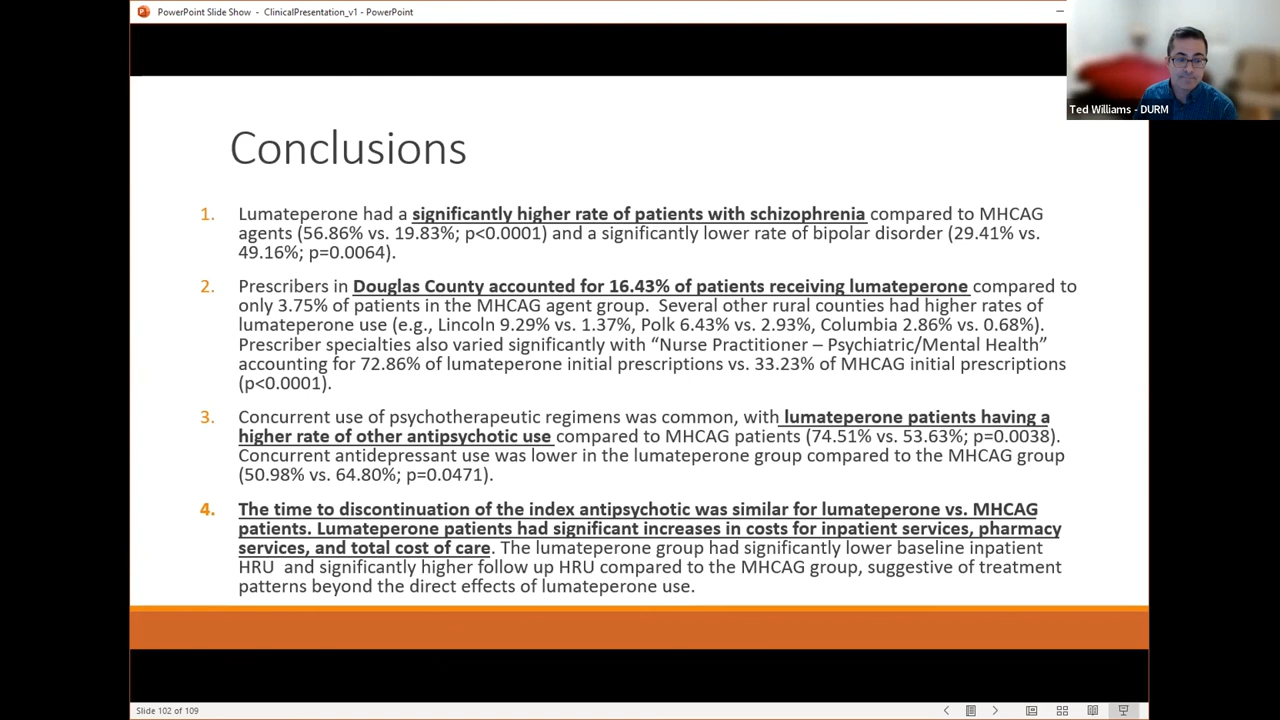 PowerPoint Slide Show - ClinicalPresentation_v1 - PowerPoint
Ted Williams - DURM
Conclusions
1. Lumateperone had a significantly higher rate of patients with schizophrenia compared to MHCAG
agents (56.86% vs. 19.83%; p<0.0001) and a significantly lower rate of bipolar disorder (29.41% vs.
49.16%; p=0.0064).
2. Prescribers in Douglas County accounted for 16.43% of patients receiving lumateperone compared to
only 3.75% of patients in the MHCAG agent group. Several other rural counties had higher rates of
lumateperone use (e.g., Lincoln 9.29% vs. 1.37%, Polk 6.43% vs. 2.93%, Columbia 2.86% vs. 0.68%).
Prescriber specialties also varied significantly with “Nurse Practitioner – Psychiatric/Mental Health”
accounting for 72.86% of lumateperone initial prescriptions vs. 33.23% of MHCAG initial prescriptions
(p<0.0001).
3. Concurrent use of psychotherapeutic regimens was common, with lumateperone patients having a
higher rate of other antipsychotic use compared to MHCAG patients (74.51% vs. 53.63%; p=0.0038).
Concurrent antidepressant use was lower in the lumateperone group compared to the MHCAG group
(50.98% vs. 64.80%; p=0.0471).
4. The time to discontinuation of the index antipsychotic was similar for lumateperone vs. MHCAG
patients. Lumateperone patients had significant increases in costs for inpatient services, pharmacy
services, and total cost of care. The lumateperone group had significantly lower baseline inpatient
HRU and significantly higher follow up HRU compared to the MHCAG group, suggestive of treatment
patterns beyond the direct effects of lumateperone use.
Slide 102 of 109